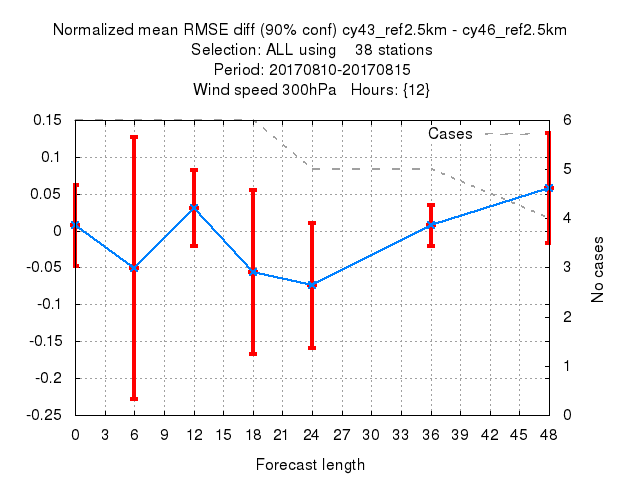 Normalized mean RMSE diff (90% conf) cy43_ref2.5km - cy46_ref2.5km
Selection: ALL using    38 stations
Period: 20170810-20170815
Wind speed 300hPa   Hours: {12}
0.15
0.1
0.05
0
-0.05
-0.1
-0.15
-0.2
-0.25
Cases
6
5
4
3
2
1
0
No cases
0 3 6 9 12 15 18 21 24 27 30 33 36 39 42 45 48
Forecast length